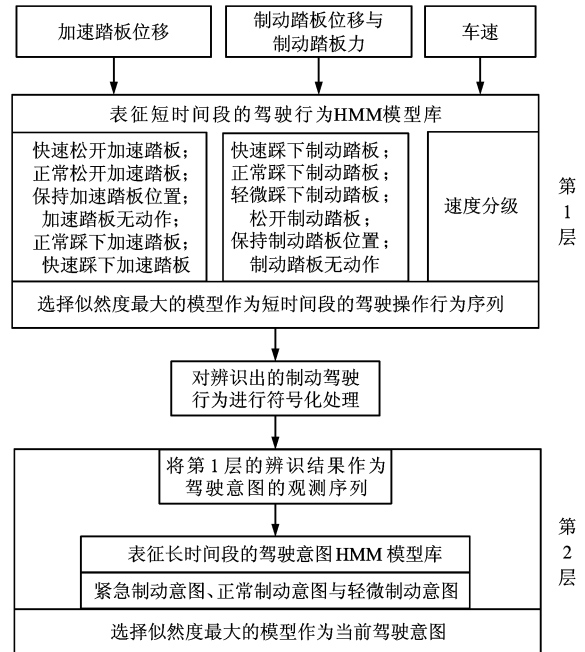 加速踏板位移
制动踏板位移与
制动踏板力
车速
表征短时间段的驾驶行为HMM模型库
快速松开加速踏板；
正常松开加速踏板；
保持加速踏板位置；
加速踏板无动作；
正常踩下加速踏板；
快速踩下加速踏板
快速踩下制动踏板；
正常踩下制动踏板；
轻微踩下制动踏板；
松开制动踏板；
保持制动踏板位置；
制动踏板无动作
速度分级
选择似然度最大的模型作为短时间段的驾驶操作行为序列
第
1
层
对辨识出的制动驾驶
行为进行符号化处理
将第1层的辨识结果作为
驾驶意图的观测序列
表征长时间段的驾驶意图HMM模型库
紧急制动意图、正常制动意图与轻微制动意图
选择似然度最大的模型作为当前驾驶意图
第
2
层